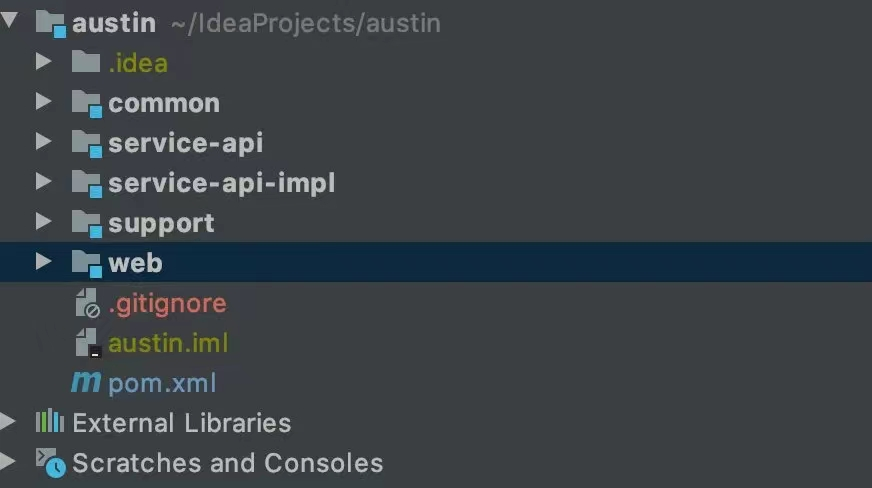 austin ~/IdeaProjects/austin
.idea
common
service-api
service-api-impl
support
web
.gitignore
austin.iml
m pom.xml
External Libraries
Scratches and Consoles